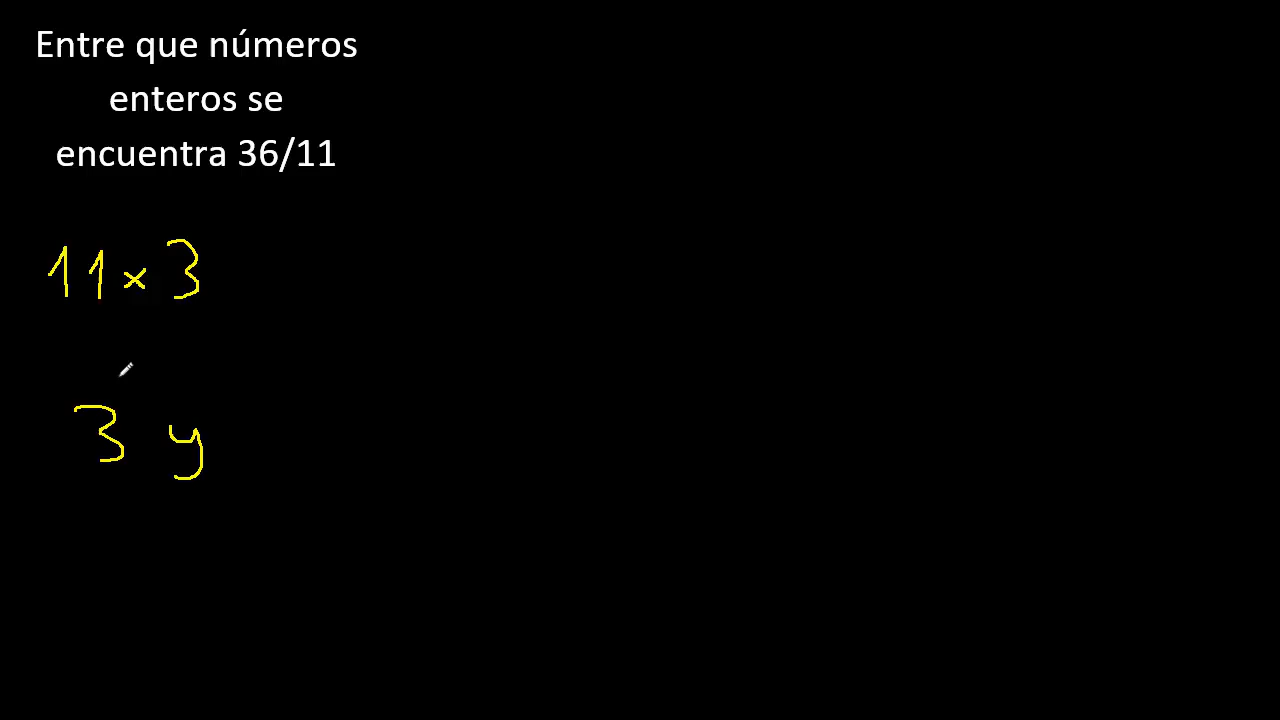 Entre que números
enteros se
encuentra 36/11
11 x 3
3 y